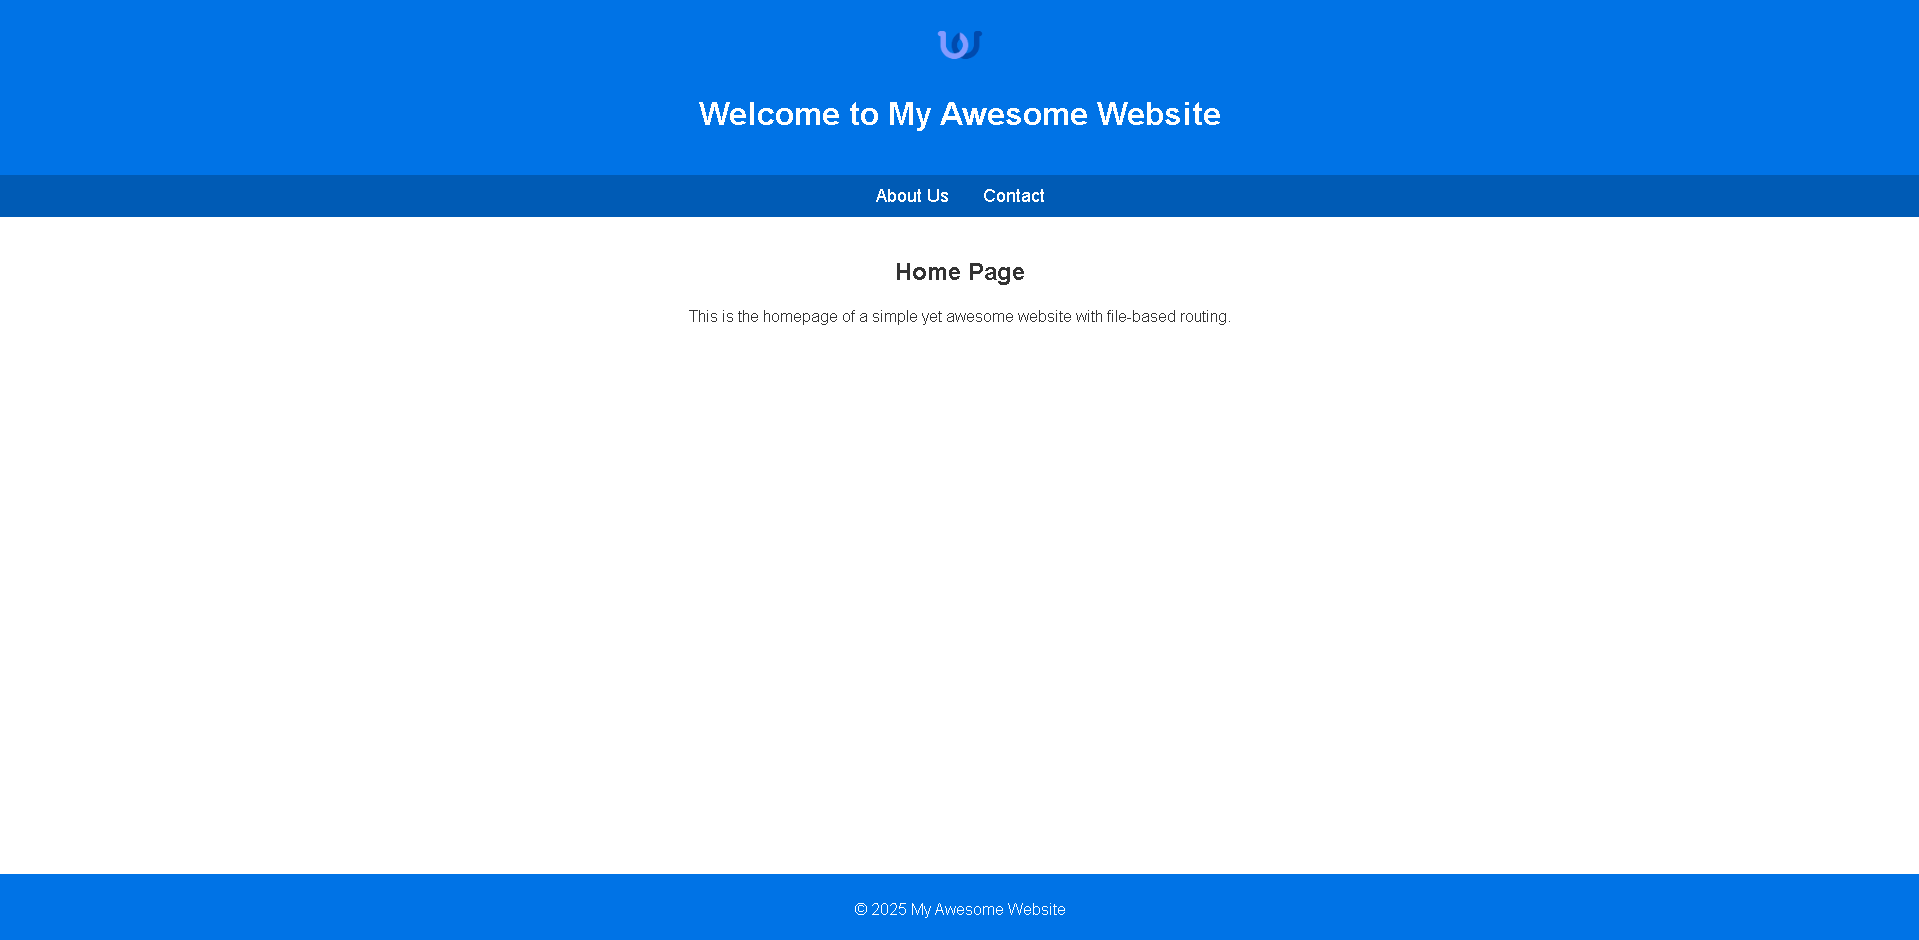 Welcome to My Awesome Website
About Us Contact
Home Page
This is the homepage of a simple yet awesome website with file-based routing.
© 2025 My Awesome Website